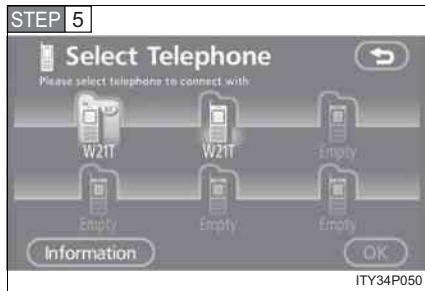 STEP 5
Select Telephone
Please select telephone to connect with
W21T W21T Empty
Empty Empty Empty
Information OK
ITY34P050